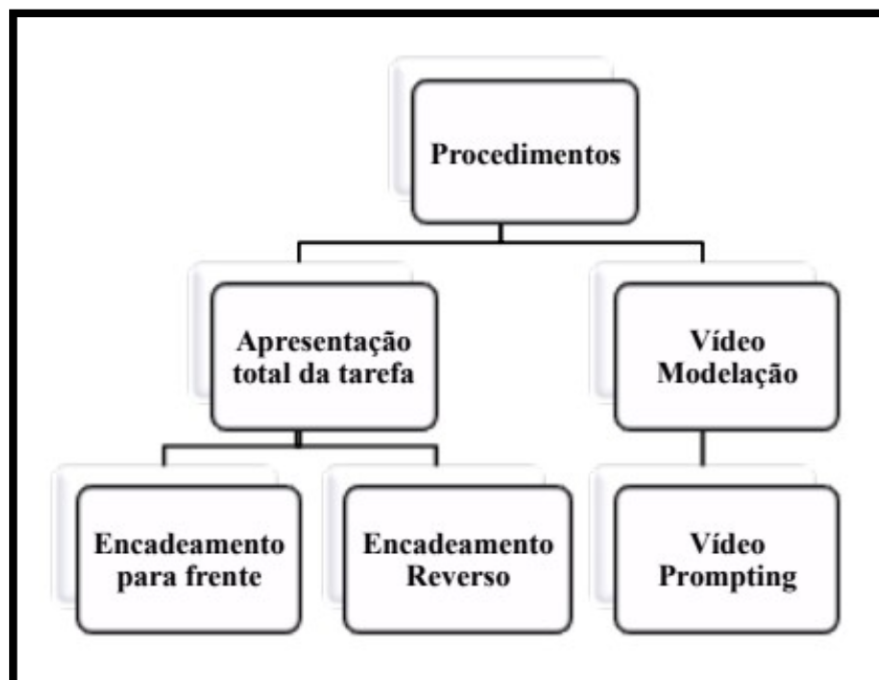 Procedimentos
Apresentação
total da tarefa
Vídeo
Modelação
Encadeamento
para frente
Encadeamento
Reverso
Vídeo
Prompting